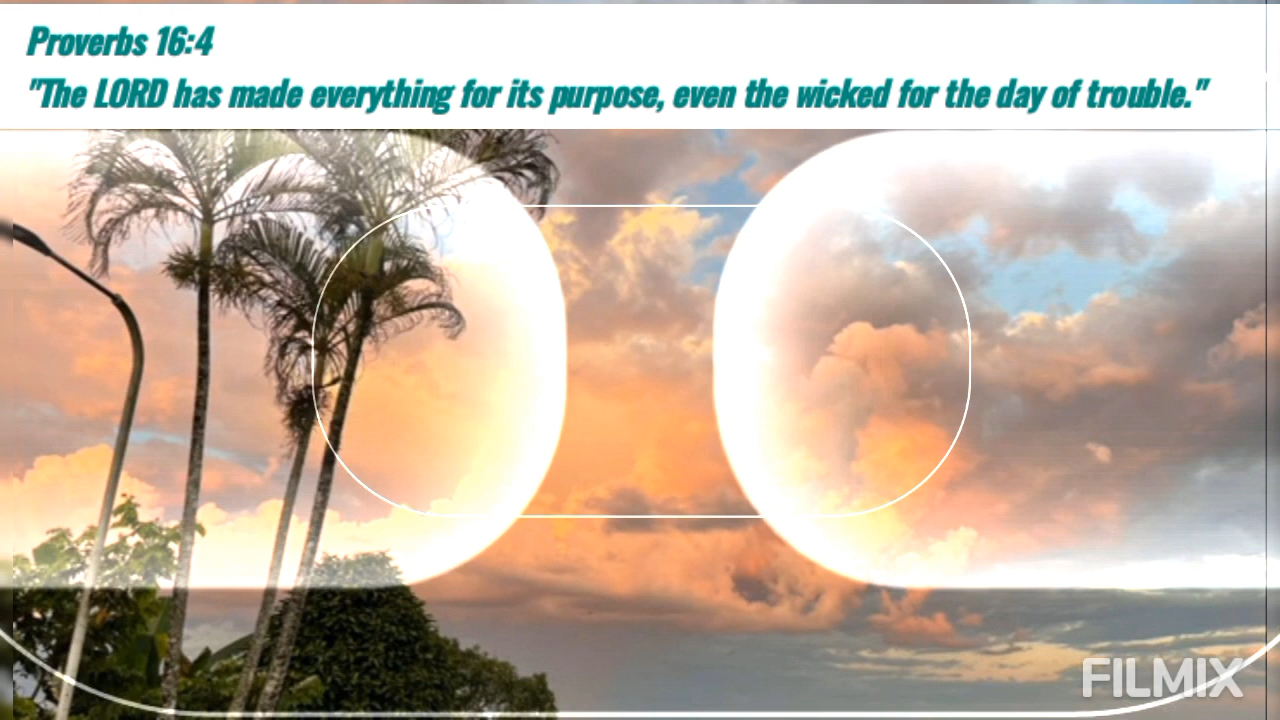 Proverbs 16:4
"The LORD has made everything for its purpose, even the wicked for the day of trouble."
FILMIX